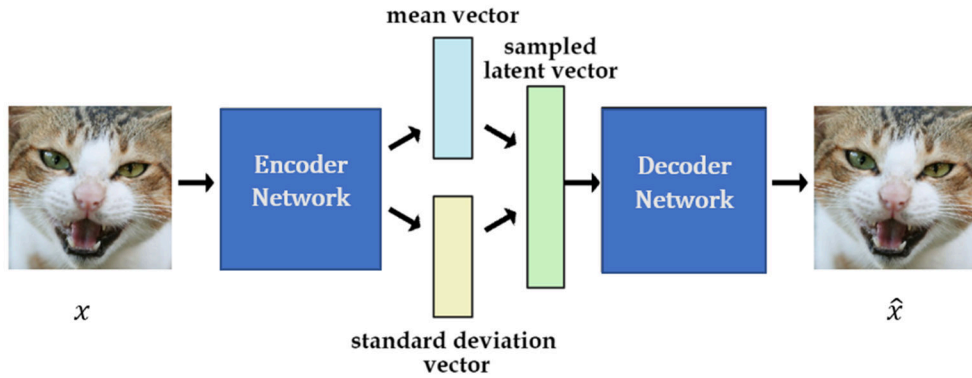 mean vector
sampled
latent vector
Encoder
Network
Decoder
Network
x
x̂
standard deviation
vector